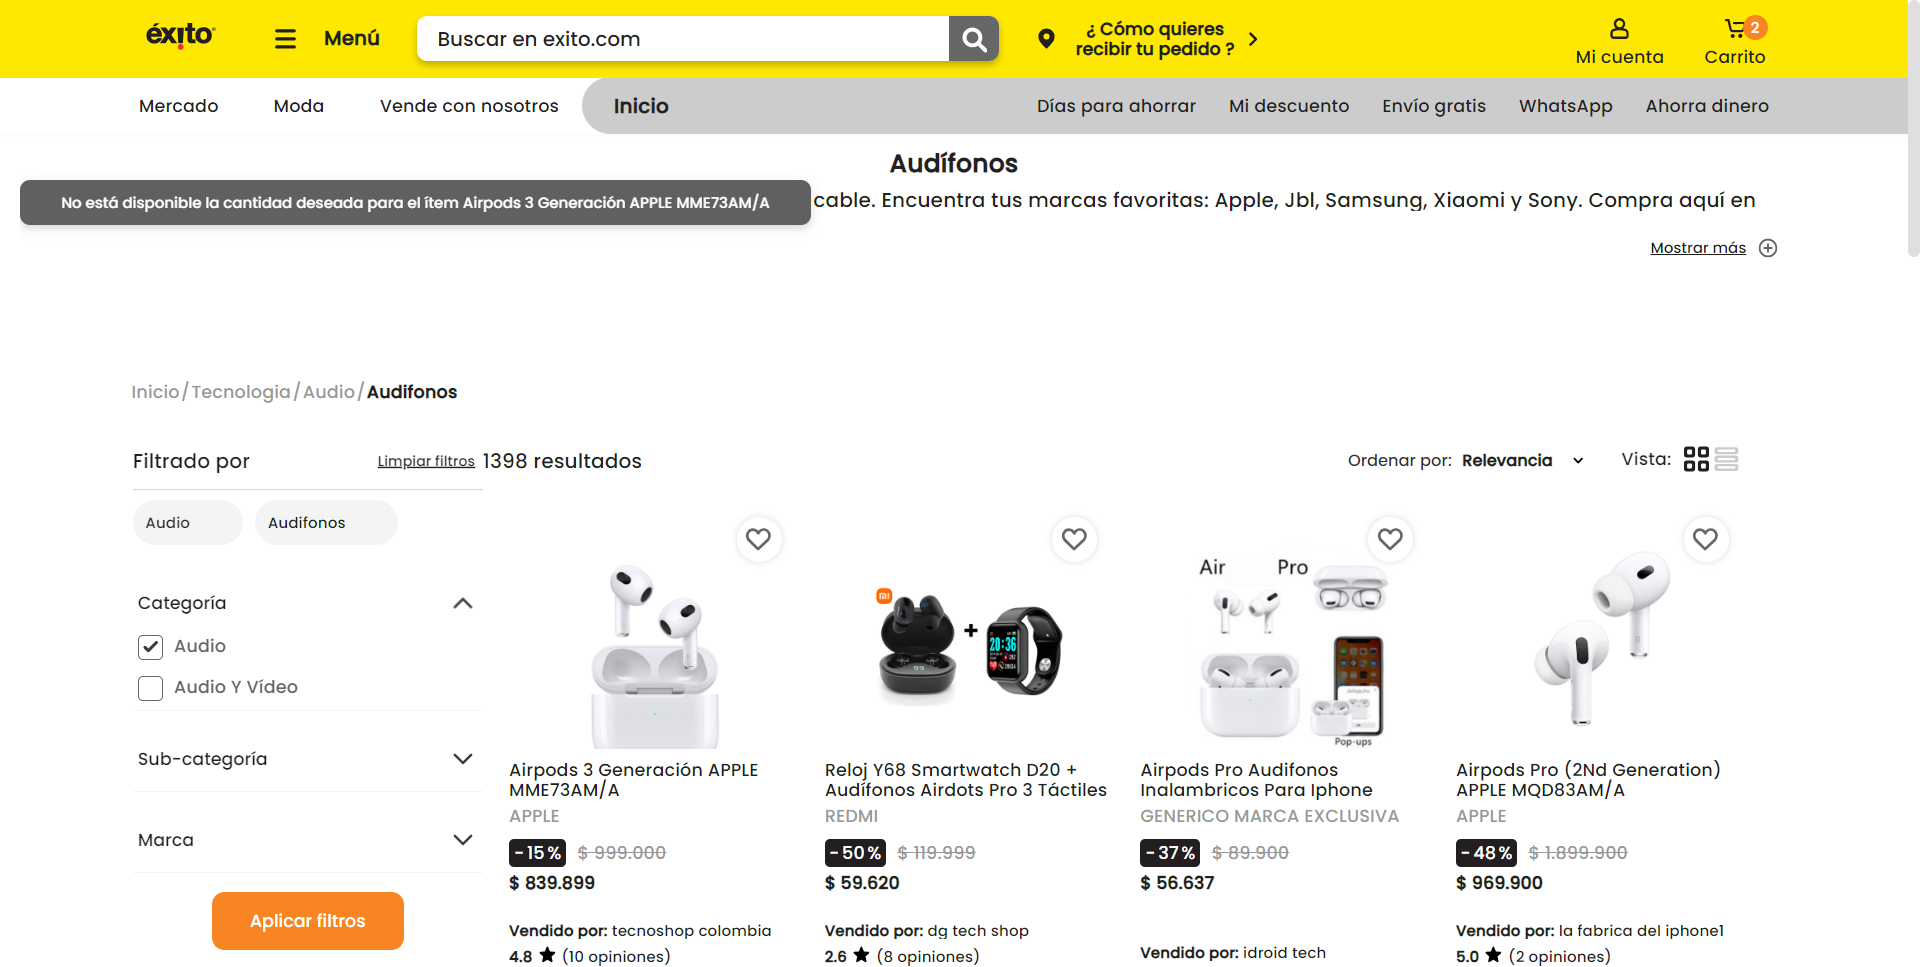 éxito
Menú
Buscar en exito.com
¿ Cómo quieres
recibir tu pedido ?
Mi cuenta
2
Carrito
Mercado
Moda
Vende con nosotros
Inicio
Días para ahorrar
Mi descuento
Envío gratis
WhatsApp
Ahorra dinero
Audífonos
No está disponible la cantidad deseada para el ítem Airpods 3 Generación APPLE MME73AM/A
cable. Encuentra tus marcas favoritas: Apple, Jbl, Samsung, Xiaomi y Sony. Compra aquí en
Mostrar más
Inicio/Tecnologia/Audio/Audifonos
Filtrado por
Limpiar filtros
1398 resultados
Ordenar por: Relevancia
Vista:
Audio
Audifonos
Categoría
Audio
Audio Y Vídeo
Sub-categoría
Marca
Aplicar filtros
Airpods 3 Generación APPLE
MME73AM/A
APPLE
-15% $ 999.000
$ 839.899
Vendido por: tecnoshop colombia
4.8 ★ (10 opiniones)
mi
+
20:36
Reloj Y68 Smartwatch D20 +
Audífonos Airdots Pro 3 Táctiles
REDMI
-50% $ 119.999
$ 59.620
Vendido por: dg tech shop
2.6 ★ (8 opiniones)
Air
Pro
Pop-ups
Airpods Pro Audifonos
Inalambricos Para Iphone
GENERICO MARCA EXCLUSIVA
-37% $ 89.900
$ 56.637
Vendido por: idroid tech
Airpods Pro (2Nd Generation)
APPLE MQD83AM/A
APPLE
-48% $ 1.899.900
$ 969.900
Vendido por: la fabrica del iphone1
5.0 ★ (2 opiniones)